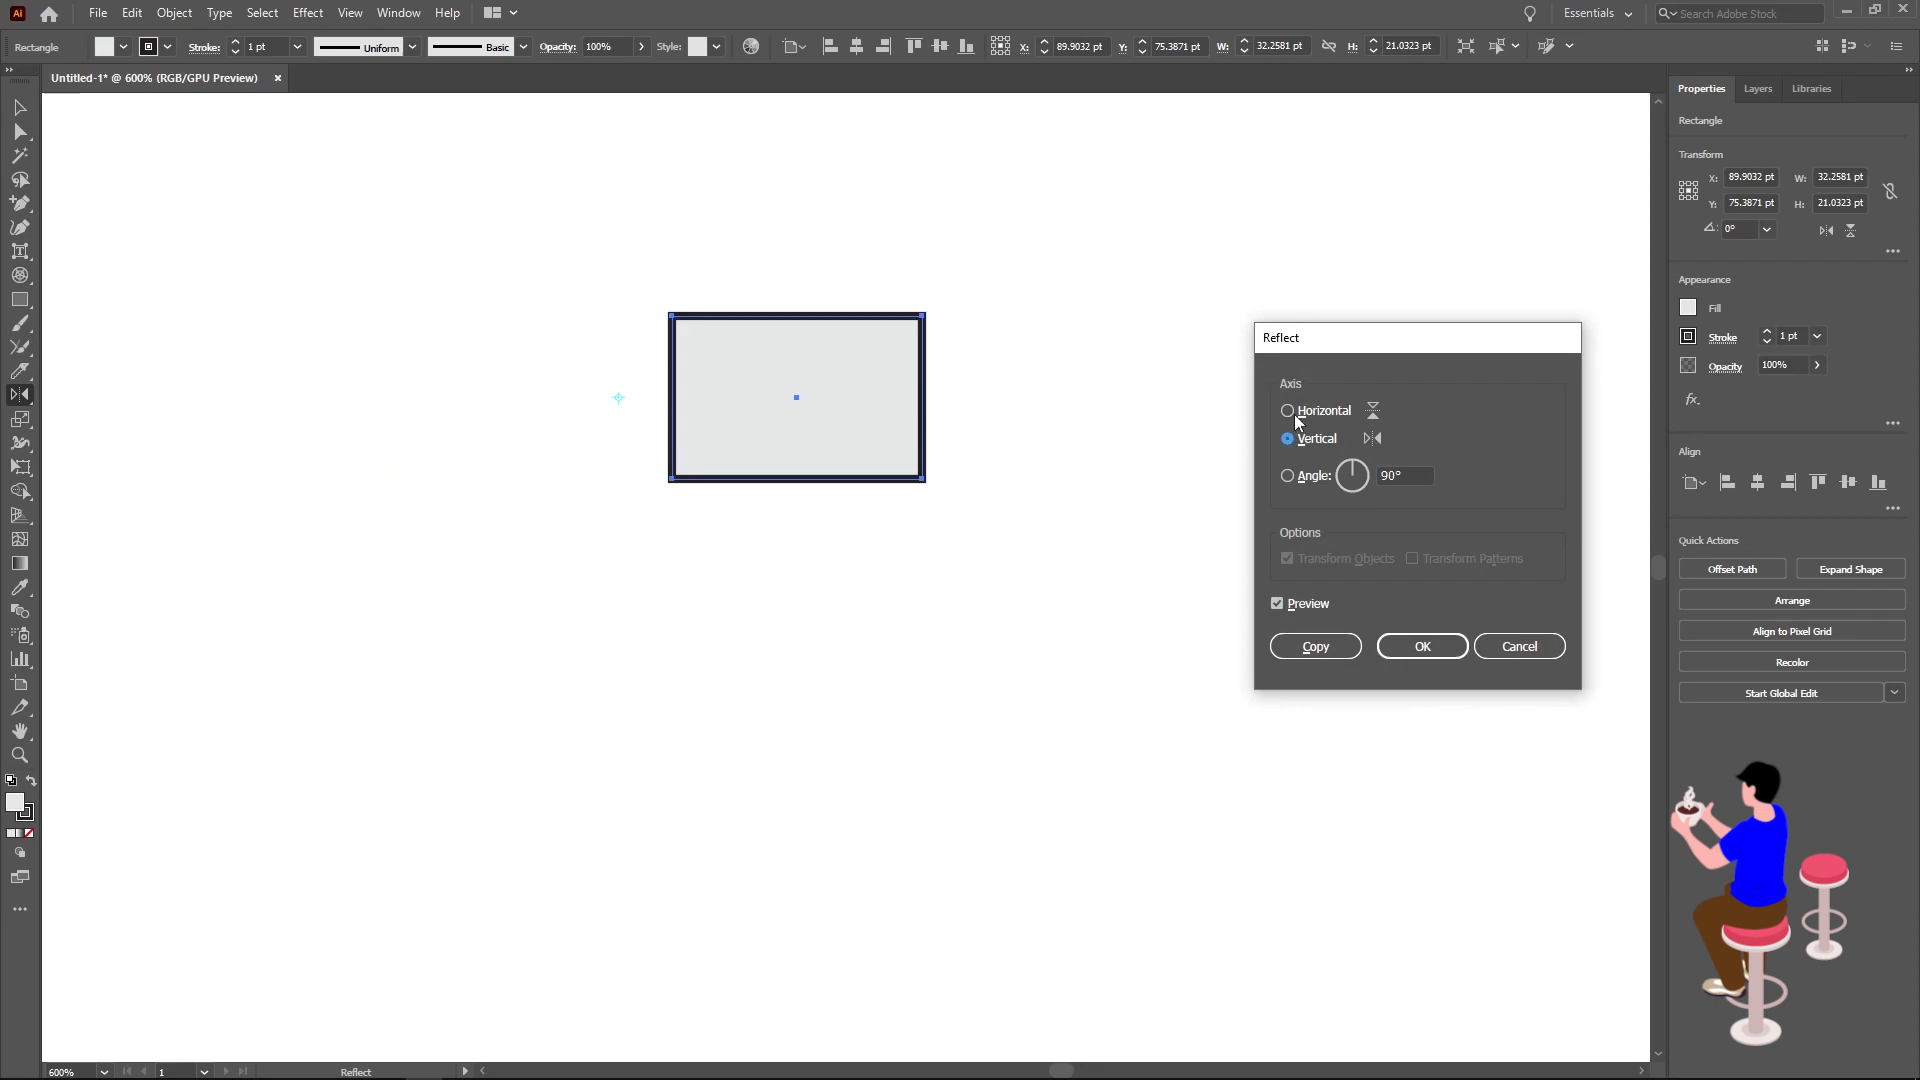 Ai File Edit Object Type Select Effect View Window Help Essentials Search Adobe Stock
Rectangle Stroke: 1 pt Uniform Basic Opacity: 100% Style: X: 89.9032 pt Y: 75.3871 pt W: 32.2581 pt H: 21.0323 pt
Untitled-1* @ 600% (RGB/GPU Preview) ×
Properties Layers Libraries
Rectangle
Transform
X: 89.9032 pt W: 32.2581 pt
Y: 75.3871 pt H: 21.0323 pt
0°
Appearance
Fill
Stroke 1 pt
Opacity 100%
fx.
Align
Quick Actions
Offset Path Expand Shape
Arrange
Align to Pixel Grid
Recolor
Start Global Edit
Reflect
Axis
Horizontal
Vertical
Angle: 90°
Options
Transform Objects Transform Patterns
Preview
Copy OK Cancel
600% 1 Reflect